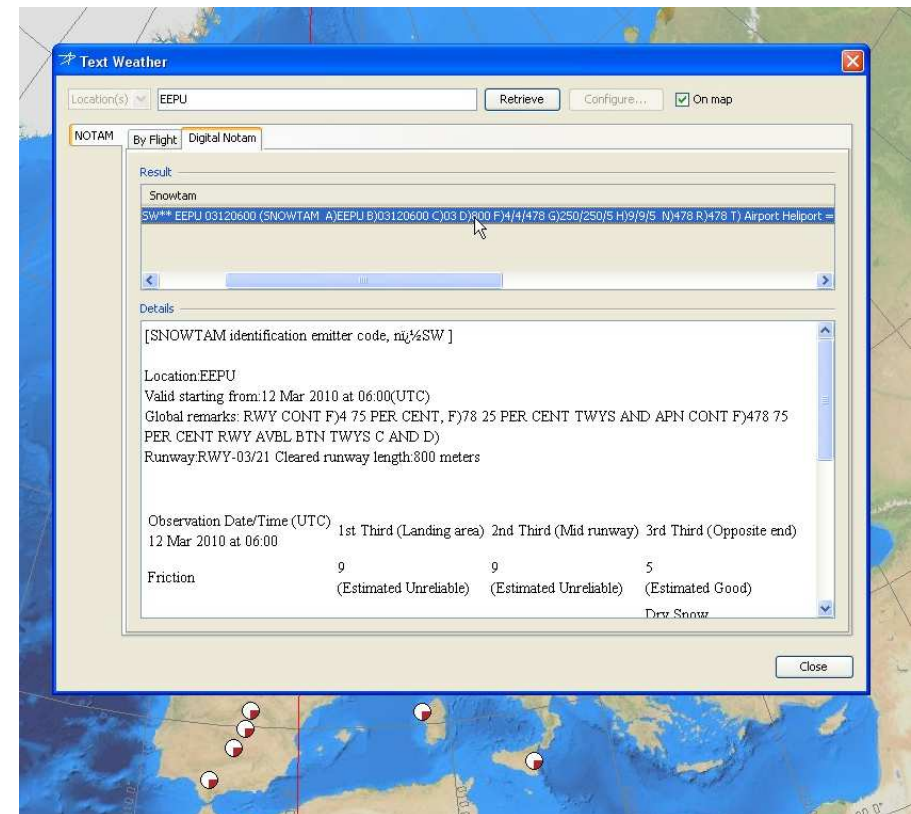 Text Weather
Location(s) EEPU Retrieve Configure... On map
NOTAM By Flight Digital Notam
Result
Snowtam
SW** EEPU 03120600 (SNOWTAM A)EEPU B)03120600 C)03 D)800 F)4/4/478 G)250/250/5 H)9/9/5 N)478 R)478 T) Airport Heliport =
Details
[SNOWTAM identification emitter code, nï¿½SW ]
Location:EEPU
Valid starting from:12 Mar 2010 at 06:00(UTC)
Global remarks: RWY CONT F)4 75 PER CENT, F)78 25 PER CENT TWYS AND APN CONT F)478 75
PER CENT RWY AVBL BTN TWYS C AND D)
Runway:RWY-03/21 Cleared runway length:800 meters
Observation Date/Time (UTC)
12 Mar 2010 at 06:00
1st Third (Landing area) 2nd Third (Mid runway) 3rd Third (Opposite end)
Friction
9 9 5
(Estimated Unreliable) (Estimated Unreliable) (Estimated Good)
Dry Snow
Close